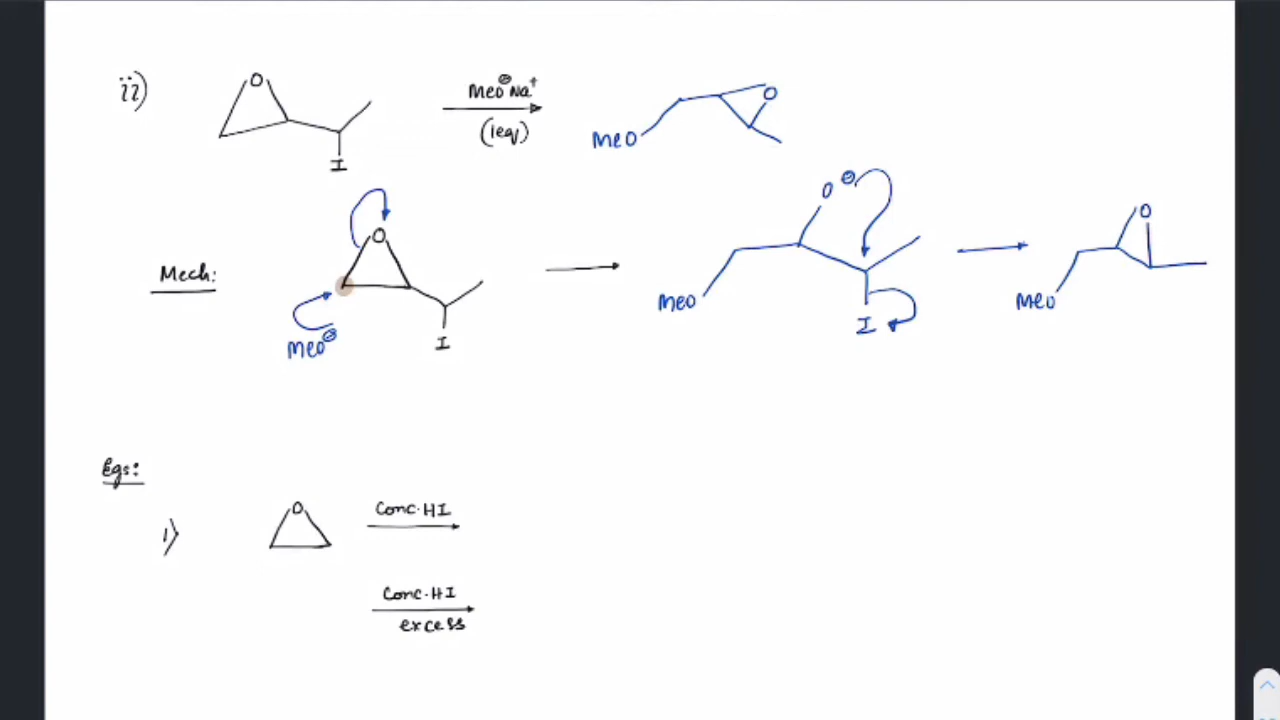 ii)
O
I
MeO⊖Na⁺
(1eq)
MeO
O
Mech:
O
I
MeO⊖
O⊖
MeO
I
O
MeO
Egs:
1)
O
Conc. HI
Conc. HI
excess